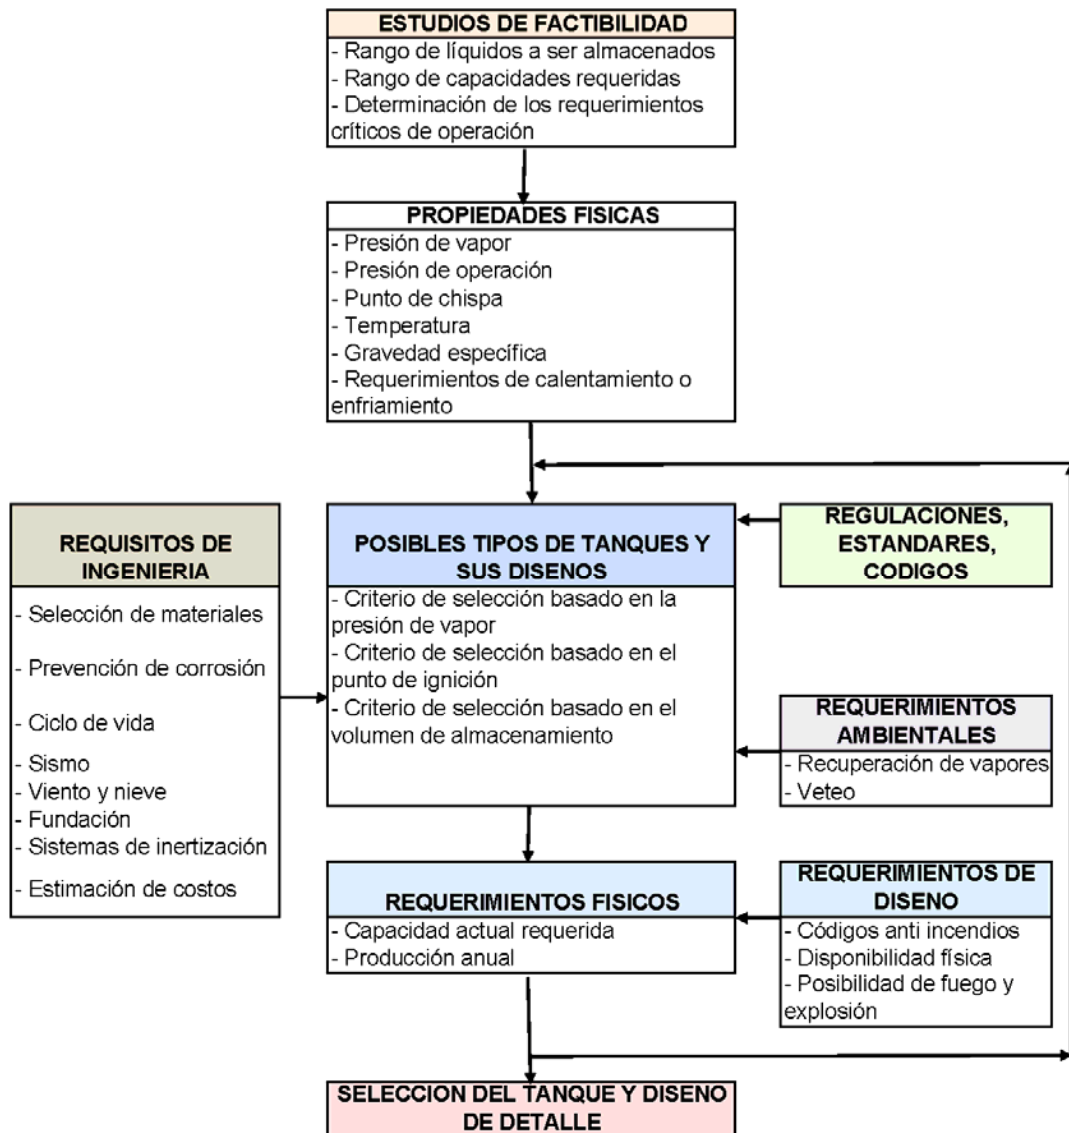 ESTUDIOS DE FACTIBILIDAD
- Rango de líquidos a ser almacenados
- Rango de capacidades requeridas
- Determinación de los requerimientos
críticos de operación
PROPIEDADES FISICAS
- Presión de vapor
- Presión de operación
- Punto de chispa
- Temperatura
- Gravedad específica
- Requerimientos de calentamiento o
enfriamiento
REQUISITOS DE
INGENIERIA
- Selección de materiales
- Prevención de corrosión
- Ciclo de vida
- Sismo
- Viento y nieve
- Fundación
- Sistemas de inertización
- Estimación de costos
POSIBLES TIPOS DE TANQUES Y
SUS DISENOS
- Criterio de selección basado en la
presión de vapor
- Criterio de selección basado en el
punto de ignición
- Criterio de selección basado en el
volumen de almacenamiento
REGULACIONES,
ESTANDARES,
CODIGOS
REQUERIMIENTOS
AMBIENTALES
- Recuperación de vapores
- Veteo
REQUERIMIENTOS FISICOS
- Capacidad actual requerida
- Producción anual
REQUERIMIENTOS DE
DISENO
- Códigos anti incendios
- Disponibilidad física
- Posibilidad de fuego y
explosión
SELECCION DEL TANQUE Y DISENO
DE DETALLE